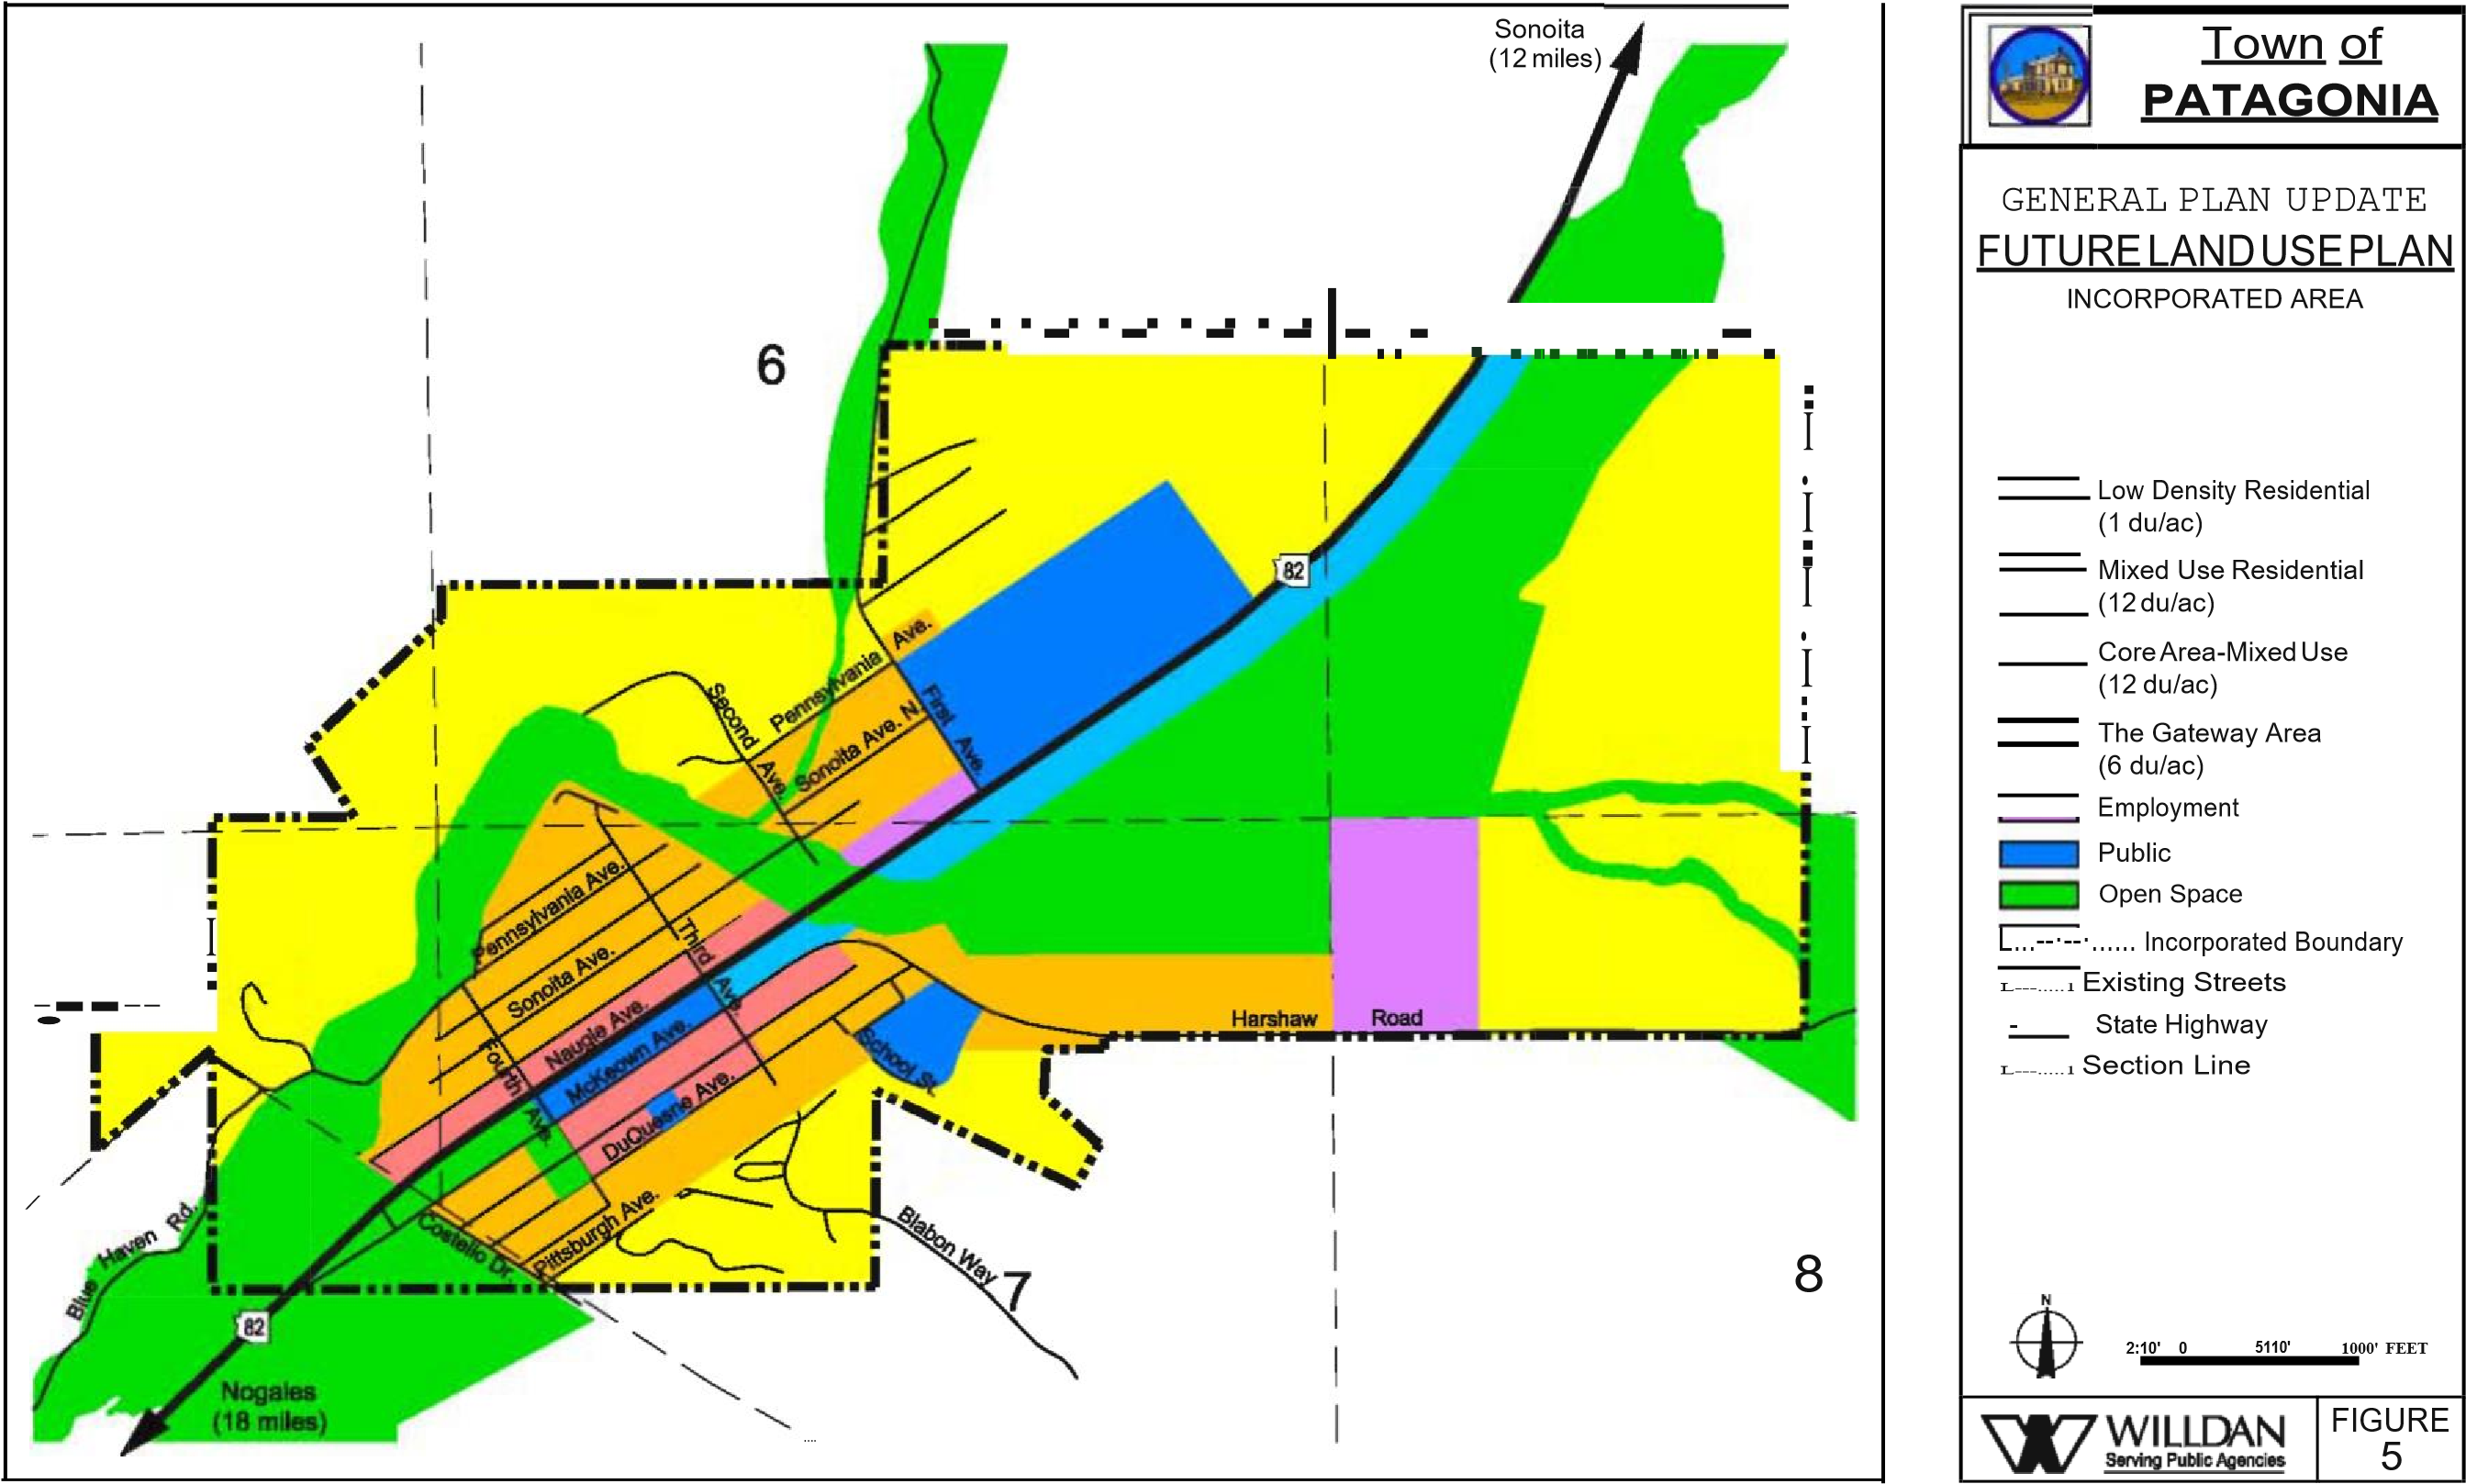 Sonoita
(12 miles)
6
82
Pennsylvania Ave.
Second Ave.
First Ave.
Sonoita Ave. N.
Pennsylvania Ave.
Sonoita Ave.
Third Ave.
Naugle Ave.
McKeown Ave.
Fourth Ave.
DuQuesne Ave.
School St.
Harshaw Road
Pittsburgh Ave.
Costello Dr.
Blue Haven Rd.
Blabon Way
7
8
82
Nogales
(18 miles)
Town of
PATAGONIA
GENERAL PLAN UPDATE
FUTURE LAND USE PLAN
INCORPORATED AREA
Low Density Residential
(1 du/ac)
Mixed Use Residential
(12 du/ac)
Core Area-Mixed Use
(12 du/ac)
The Gateway Area
(6 du/ac)
Employment
Public
Open Space
Incorporated Boundary
Existing Streets
State Highway
Section Line
N
2:10' 0 5110' 1000' FEET
WILLDAN
Serving Public Agencies
FIGURE
5